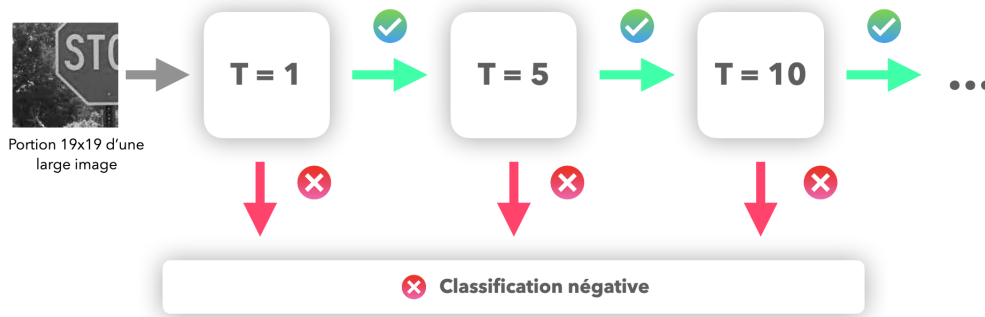 STO
Portion 19x19 d'une
large image
T = 1
T = 5
T = 10
...
Classification négative